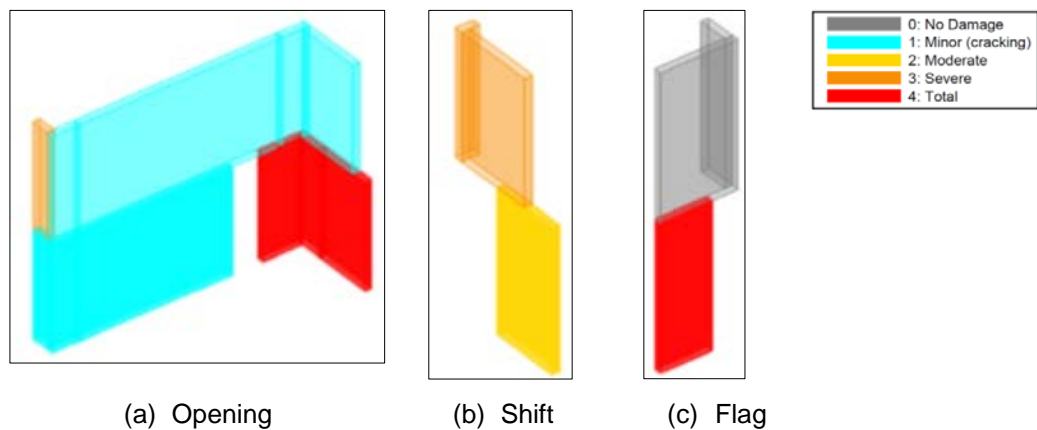 0: No Damage
1: Minor (cracking)
2: Moderate
3: Severe
4: Total
(a) Opening
(b) Shift
(c) Flag